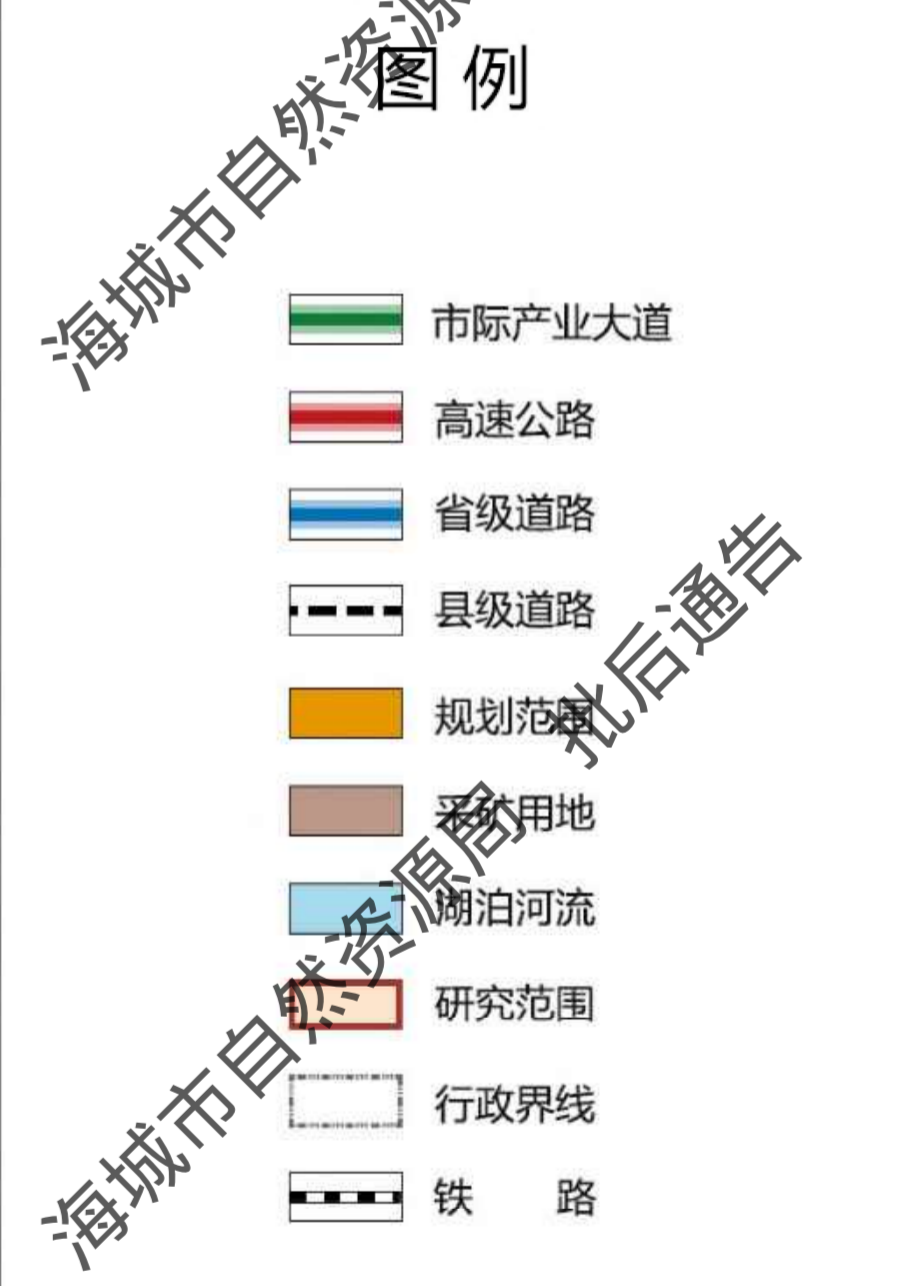 图例
市际产业大道
高速公路
省级道路
县级道路
规划范围
采矿用地
湖泊河流
研究范围
行政界线
铁 路
海城市自然资源
海城市自然资源局 批后通告